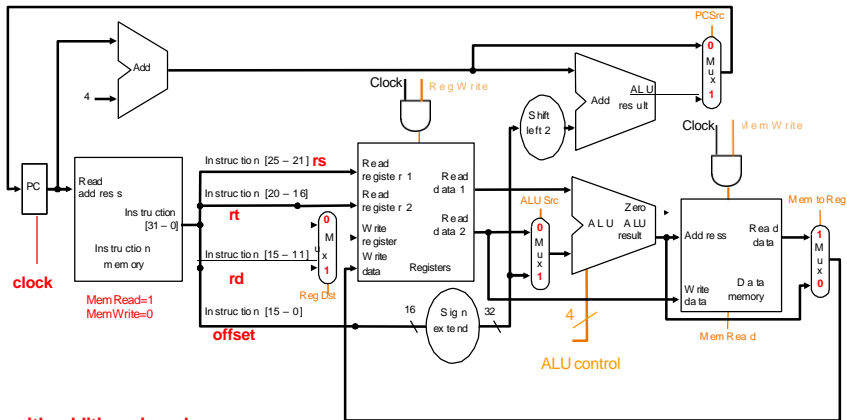 PCSrc
0
M
u
x
1
Add
4
Clock
RegWrite
Add
ALU
result
Shift
left 2
Clock
MemWrite
PC
Read
address
Instruction
[31 – 0]
Instruction
memory
clock
MemRead=1
MemWrite=0
Instruction [25 – 21] rs
Instruction [20 – 16]
rt
Instruction [15 – 11]
rd
Instruction [15 – 0]
offset
0
M
u
x
1
RegDst
Read
register 1
Read
register 2
Write
register
Write
data
Read
data 1
Read
data 2
Registers
16
Sign
extend
32
ALUSrc
0
M
u
x
1
Zero
ALU
ALU
result
4
ALU control
Address
Read
data
Write
data
Data
memory
MemRead
MemtoReg
1
M
u
x
0